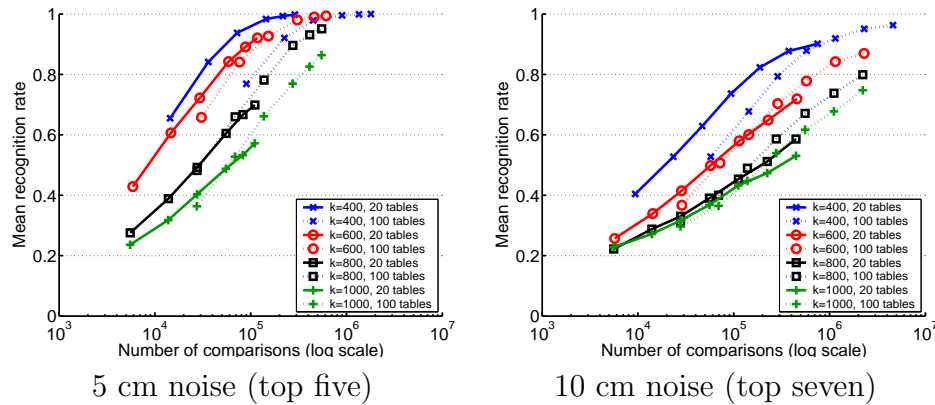 Mean recognition rate
1
0.8
0.6
0.4
0.2
0
k=400, 20 tables
k=400, 100 tables
k=600, 20 tables
k=600, 100 tables
k=800, 20 tables
k=800, 100 tables
k=1000, 20 tables
k=1000, 100 tables
10^3 10^4 10^5 10^6 10^7
Number of comparisons (log scale)
5 cm noise (top five)
Mean recognition rate
1
0.8
0.6
0.4
0.2
0
k=400, 20 tables
k=400, 100 tables
k=600, 20 tables
k=600, 100 tables
k=800, 20 tables
k=800, 100 tables
k=1000, 20 tables
k=1000, 100 tables
10^3 10^4 10^5 10^6 10^7
Number of comparisons (log scale)
10 cm noise (top seven)